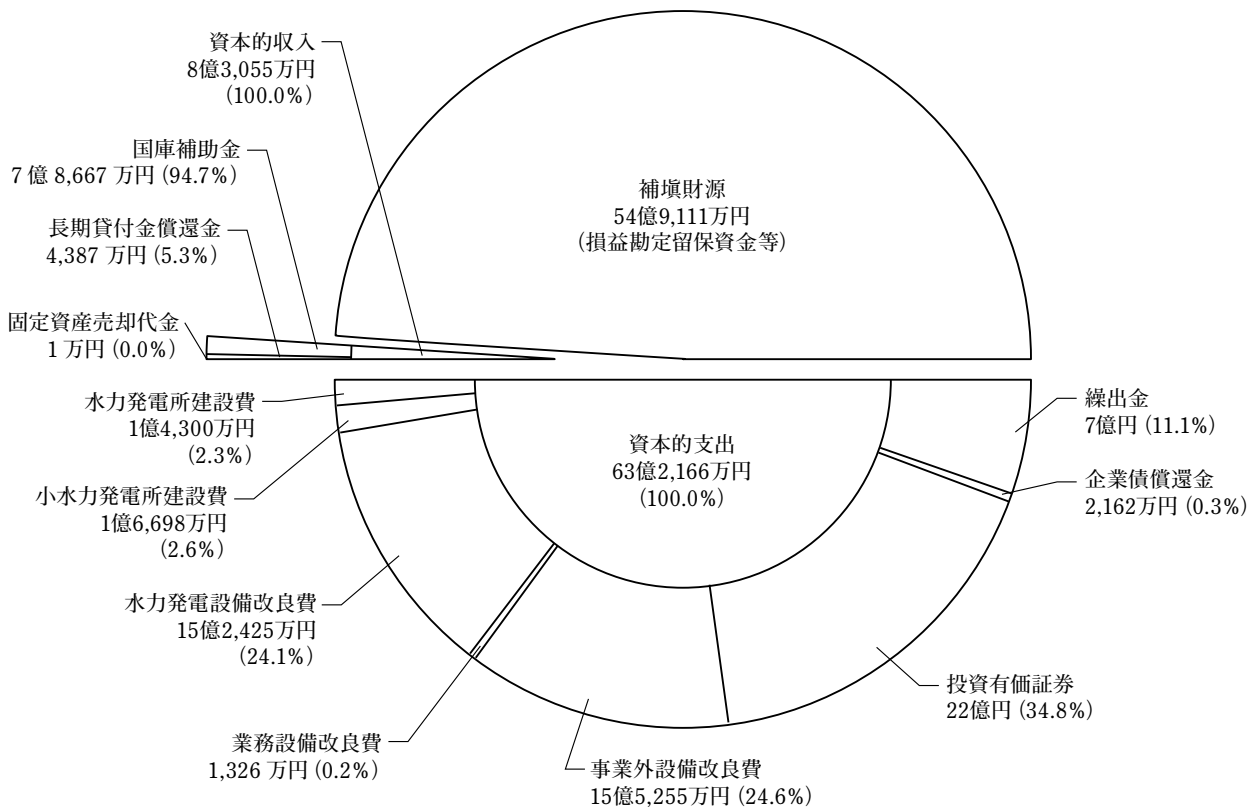 資本的収入
8億3,055万円
(100.0%)
国庫補助金
7 億 8,667 万円 (94.7%)
長期貸付金償還金
4,387 万円 (5.3%)
固定資産売却代金
1 万円 (0.0%)
補塡財源
54億9,111万円
(損益勘定留保資金等)
水力発電所建設費
1億4,300万円
(2.3%)
小水力発電所建設費
1億6,698万円
(2.6%)
水力発電設備改良費
15億2,425万円
(24.1%)
業務設備改良費
1,326 万円 (0.2%)
事業外設備改良費
15億5,255万円 (24.6%)
資本的支出
63億2,166万円
(100.0%)
繰出金
7億円 (11.1%)
企業債償還金
2,162万円 (0.3%)
投資有価証券
22億円 (34.8%)